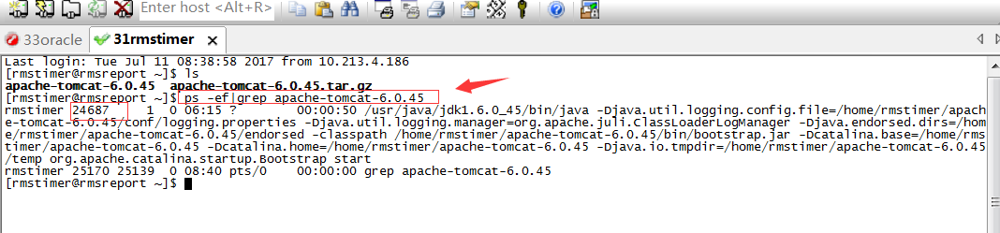 Enter host <Alt+R>
33oracle
31rmstimer
Last login: Tue Jul 11 08:38:58 2017 from 10.213.4.186
[rmstimer@rmsreport ~]$ ls
apache-tomcat-6.0.45  apache-tomcat-6.0.45.tar.gz
[rmstimer@rmsreport ~]$ ps -ef|grep apache-tomcat-6.0.45
rmstimer 24687     1  0 06:15 ?        00:00:50 /usr/java/jdk1.6.0_45/bin/java -Djava.util.logging.config.file=/home/rmstimer/apach
e-tomcat-6.0.45/conf/logging.properties -Djava.util.logging.manager=org.apache.juli.ClassLoaderLogManager -Djava.endorsed.dirs=/hom
e/rmstimer/apache-tomcat-6.0.45/endorsed -classpath /home/rmstimer/apache-tomcat-6.0.45/bin/bootstrap.jar -Dcatalina.base=/home/rms
timer/apache-tomcat-6.0.45 -Dcatalina.home=/home/rmstimer/apache-tomcat-6.0.45 -Djava.io.tmpdir=/home/rmstimer/apache-tomcat-6.0.45
/temp org.apache.catalina.startup.Bootstrap start
rmstimer 25170 25139  0 08:40 pts/0    00:00:00 grep apache-tomcat-6.0.45
[rmstimer@rmsreport ~]$